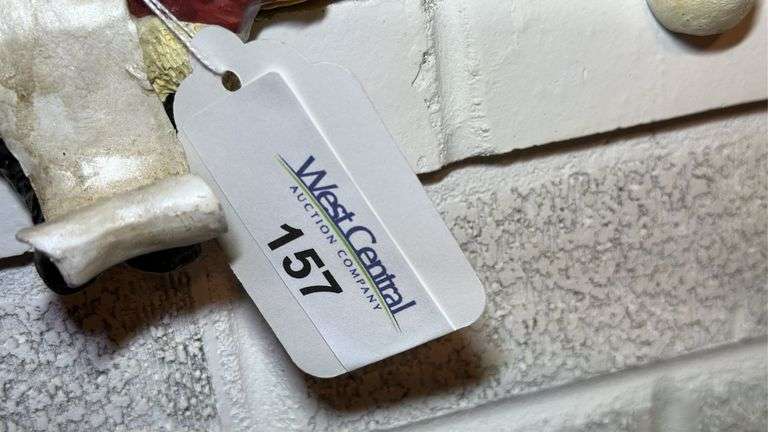 West Central
AUCTION COMPANY
157